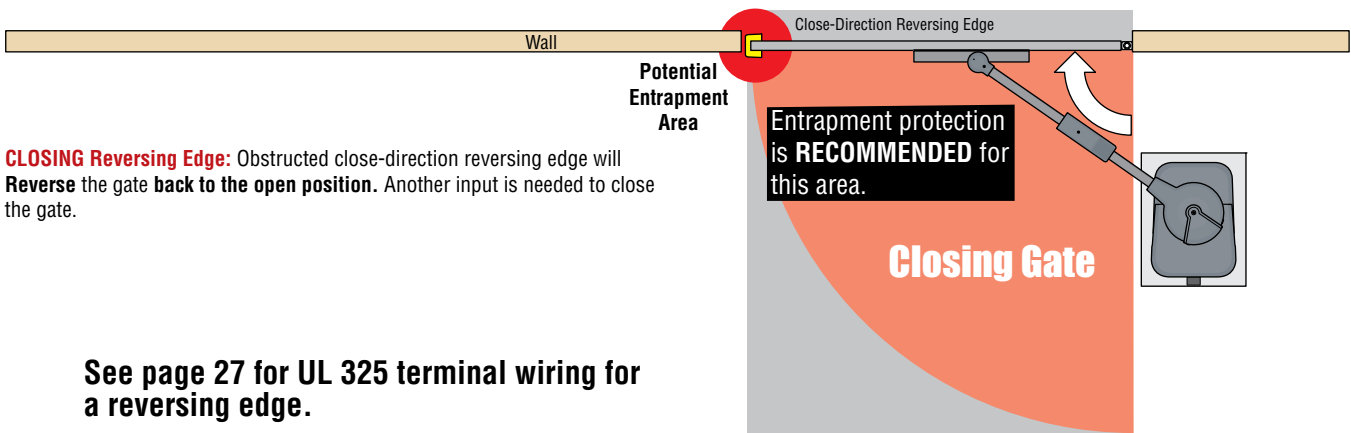 Close-Direction Reversing Edge
Wall
Potential
Entrapment
Area
Entrapment protection
is RECOMMENDED for
this area.
CLOSING Reversing Edge: Obstructed close-direction reversing edge will
Reverse the gate back to the open position. Another input is needed to close
the gate.
Closing Gate
See page 27 for UL 325 terminal wiring for
a reversing edge.